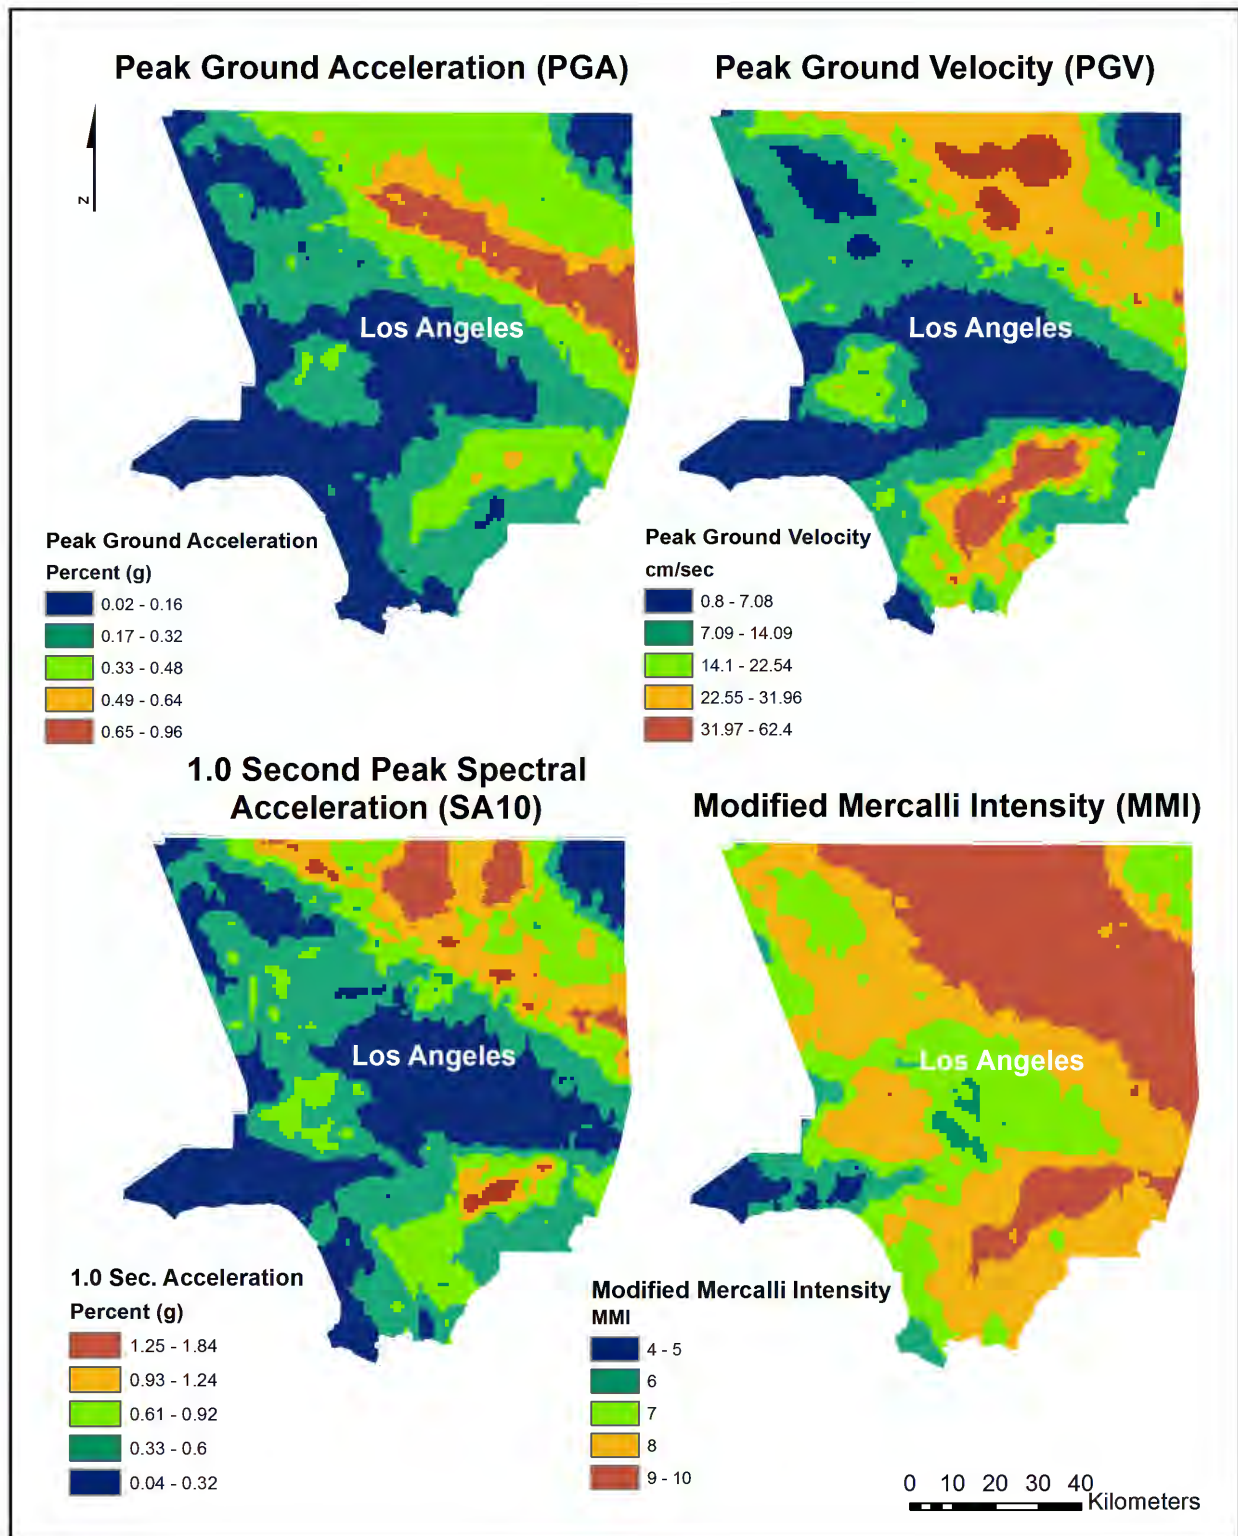 Peak Ground Acceleration (PGA)
Peak Ground Velocity (PGV)
N
Los Angeles
Los Angeles
Peak Ground Acceleration
Percent (g)
0.02 - 0.16
0.17 - 0.32
0.33 - 0.48
0.49 - 0.64
0.65 - 0.96
Peak Ground Velocity
cm/sec
0.8 - 7.08
7.09 - 14.09
14.1 - 22.54
22.55 - 31.96
31.97 - 62.4
1.0 Second Peak Spectral
Acceleration (SA10)
Modified Mercalli Intensity (MMI)
Los Angeles
Los Angeles
1.0 Sec. Acceleration
Percent (g)
1.25 - 1.84
0.93 - 1.24
0.61 - 0.92
0.33 - 0.6
0.04 - 0.32
Modified Mercalli Intensity
MMI
4 - 5
6
7
8
9 - 10
0 10 20 30 40
Kilometers